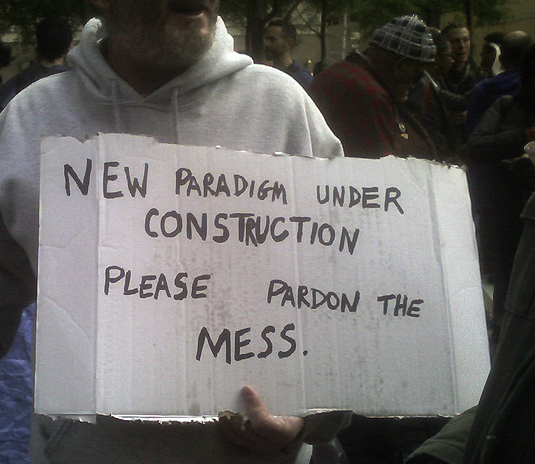 NEW PARADIGM UNDER
CONSTRUCTION
PLEASE PARDON THE
MESS.